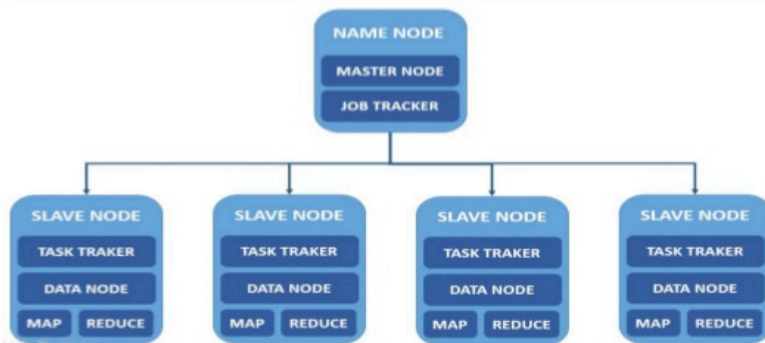 NAME NODE
MASTER NODE
JOB TRACKER
SLAVE NODE
TASK TRAKER
DATA NODE
MAP REDUCE
SLAVE NODE
TASK TRAKER
DATA NODE
MAP REDUCE
SLAVE NODE
TASK TRAKER
DATA NODE
MAP REDUCE
SLAVE NODE
TASK TRAKER
DATA NODE
MAP REDUCE